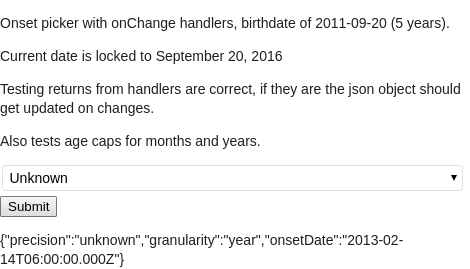 Onset picker with onChange handlers, birthdate of 2011-09-20 (5 years).
Current date is locked to September 20, 2016
Testing returns from handlers are correct, if they are the json object should
get updated on changes.
Also tests age caps for months and years.
Unknown
Submit
{"precision":"unknown","granularity":"year","onsetDate":"2013-02-
14T06:00:00.000Z"}